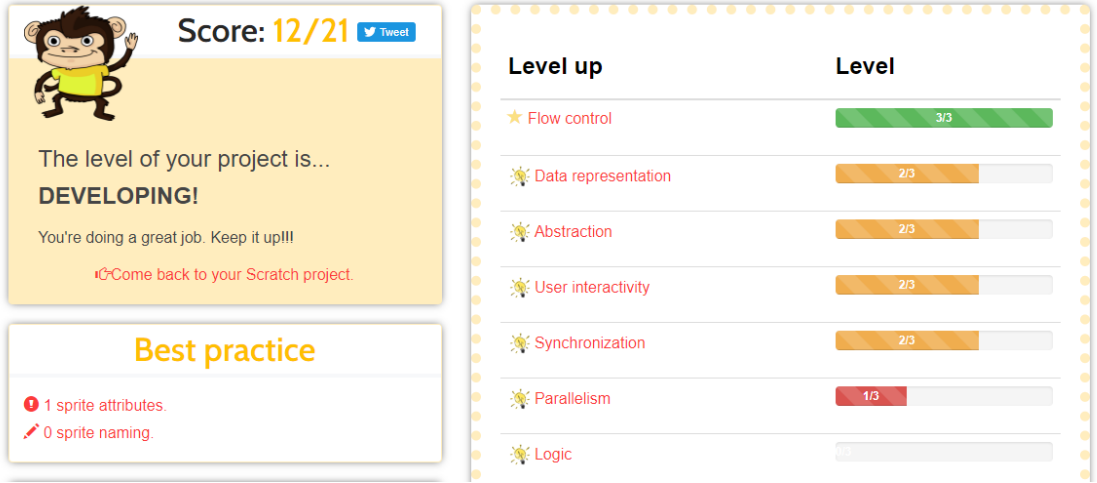 Score: 12/21
Tweet
The level of your project is...
DEVELOPING!
You're doing a great job. Keep it up!!!
Come back to your Scratch project.
Best practice
1 sprite attributes.
0 sprite naming.
Level up Level
Flow control 3/3
Data representation 2/3
Abstraction 2/3
User interactivity 2/3
Synchronization 2/3
Parallelism 1/3
Logic